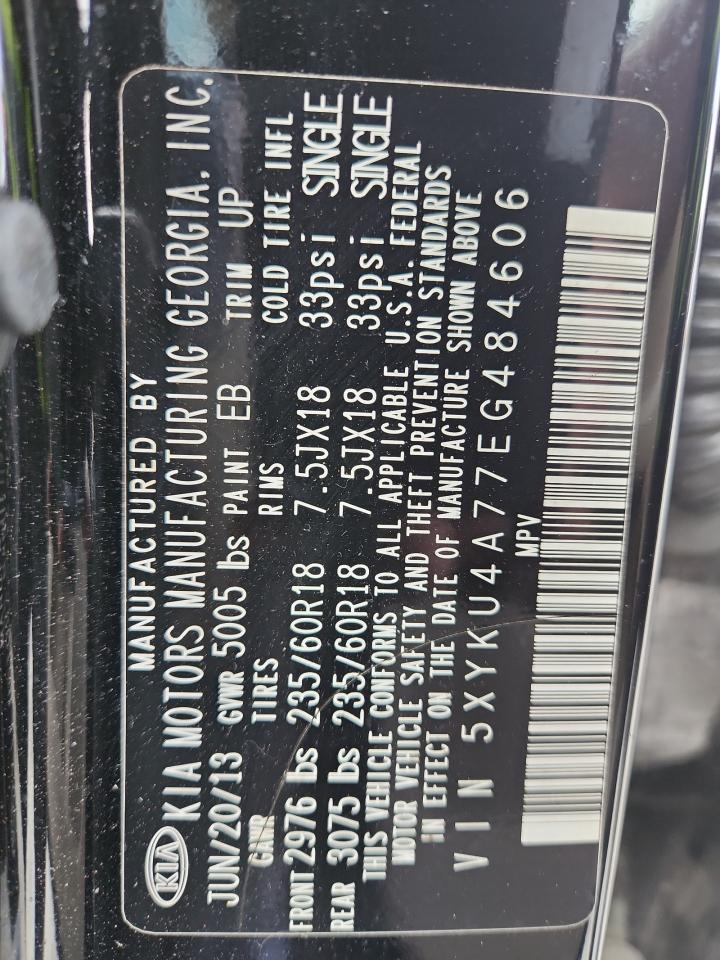 MANUFACTURED BY
KIA KIA MOTORS MANUFACTURING GEORGIA, INC.
JUN/20/13 GVWR 5005 lbs PAINT EB TRIM UP
GAWR TIRES RIMS COLD TIRE INFL
FRONT 2976 lbs 235/60R18 7.5JX18 33psi SINGLE
REAR 3075 lbs 235/60R18 7.5JX18 33psi SINGLE
THIS VEHICLE CONFORMS TO ALL APPLICABLE U.S.A. FEDERAL
MOTOR VEHICLE SAFETY AND THEFT PREVENTION STANDARDS
IN EFFECT ON THE DATE OF MANUFACTURE SHOWN ABOVE
VIN 5XYKU4A77EG484606
MPV